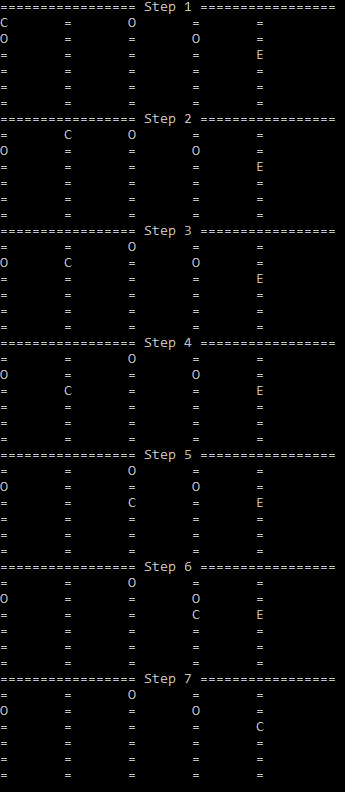 ================= Step 1 =================
C       =       O       =       =
O       =       =       O       =
=       =       =       =       E
=       =       =       =       =
=       =       =       =       =
=       =       =       =       =
================= Step 2 =================
=       C       O       =       =
O       =       =       O       =
=       =       =       =       E
=       =       =       =       =
=       =       =       =       =
=       =       =       =       =
================= Step 3 =================
=       =       O       =       =
O       C       =       O       =
=       =       =       =       E
=       =       =       =       =
=       =       =       =       =
=       =       =       =       =
================= Step 4 =================
=       =       O       =       =
O       =       =       O       =
=       C       =       =       E
=       =       =       =       =
=       =       =       =       =
=       =       =       =       =
================= Step 5 =================
=       =       O       =       =
O       =       =       O       =
=       =       C       =       E
=       =       =       =       =
=       =       =       =       =
=       =       =       =       =
================= Step 6 =================
=       =       O       =       =
O       =       =       O       =
=       =       =       C       E
=       =       =       =       =
=       =       =       =       =
=       =       =       =       =
================= Step 7 =================
=       =       O       =       =
O       =       =       O       =
=       =       =       =       C
=       =       =       =       =
=       =       =       =       =
=       =       =       =       =